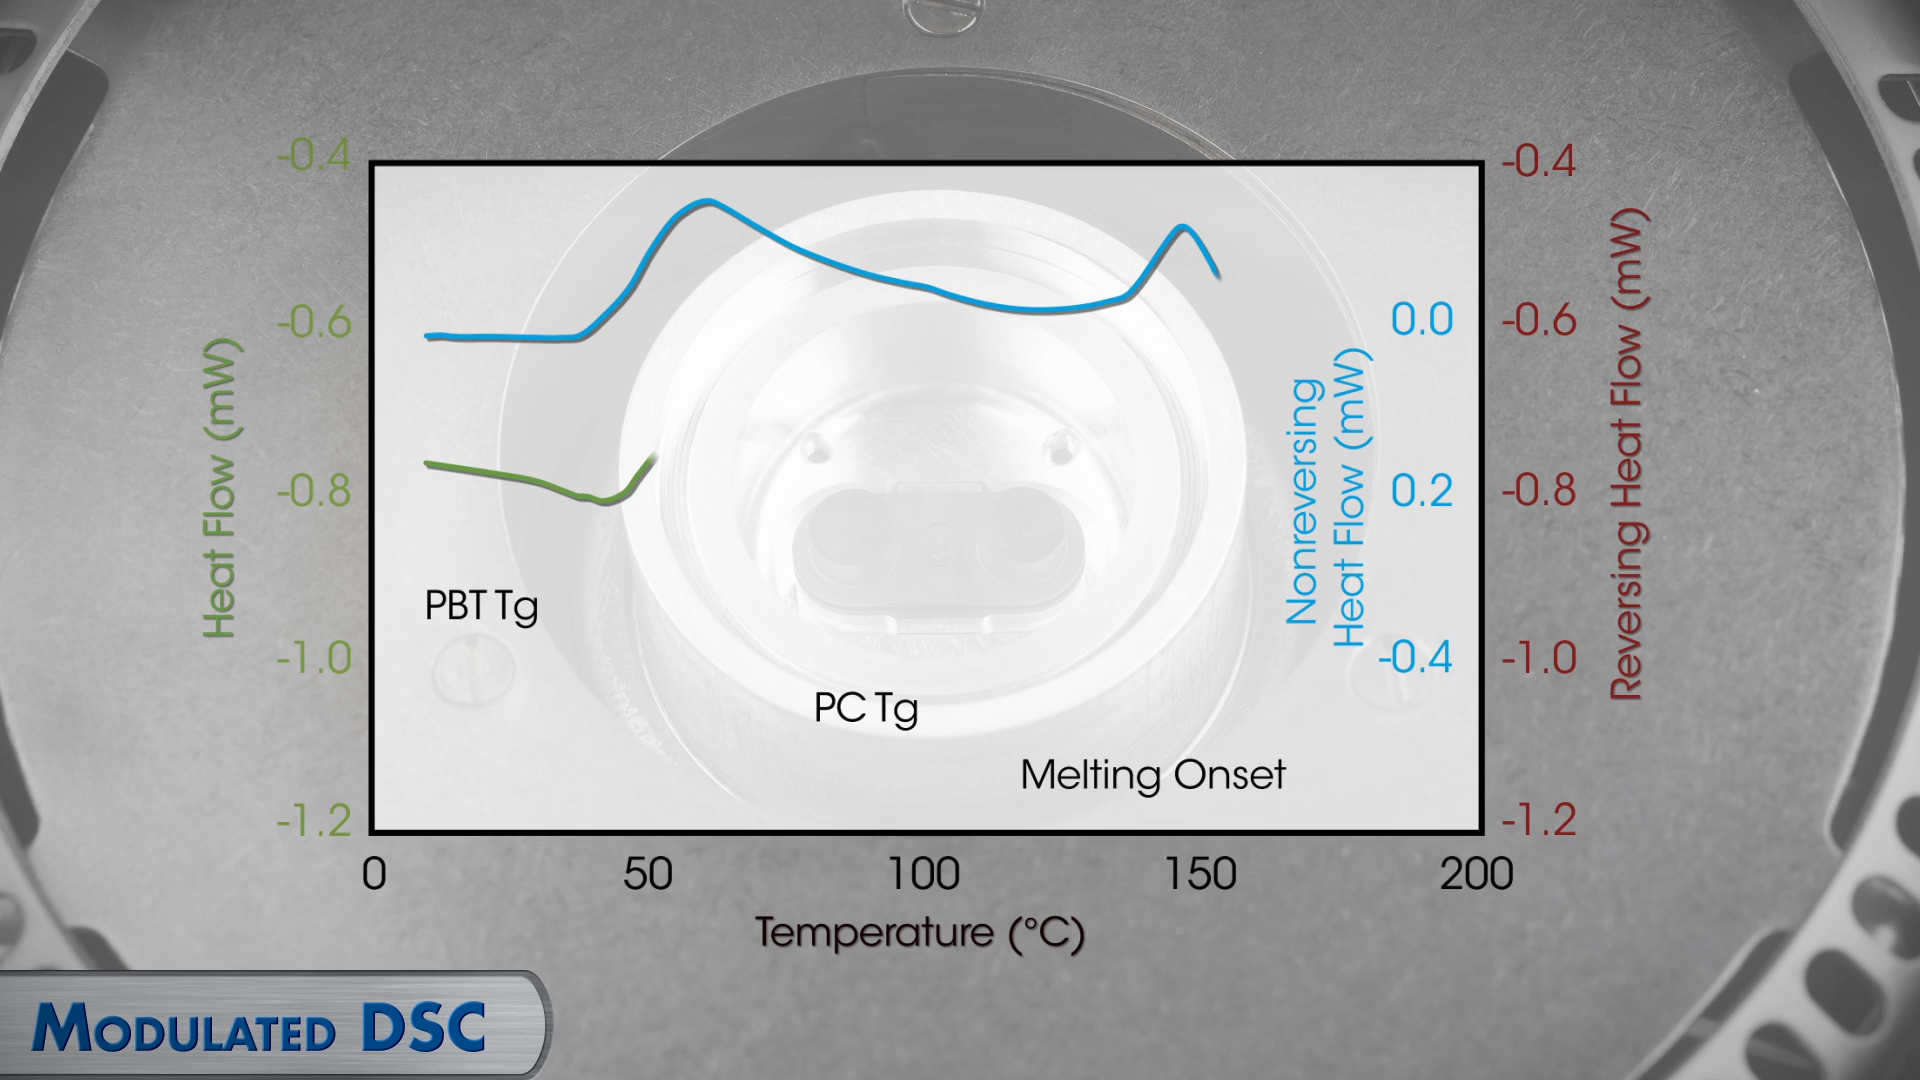 -0.4
-0.6
-0.8
-1.0
-1.2
Heat Flow (mW)
PBT Tg
PC Tg
Melting Onset
Nonreversing
Heat Flow (mW)
0.0
0.2
-0.4
-0.4
-0.6
-0.8
-1.0
-1.2
Reversing Heat Flow (mW)
0 50 100 150 200
Temperature (°C)
MODULATED DSC